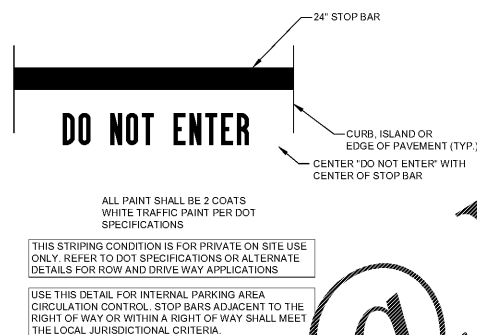 24" STOP BAR
DO NOT ENTER
CURB, ISLAND OR
EDGE OF PAVEMENT (TYP.)
CENTER "DO NOT ENTER" WITH
CENTER OF STOP BAR
ALL PAINT SHALL BE 2 COATS
WHITE TRAFFIC PAINT PER DOT
SPECIFICATIONS
THIS STRIPING CONDITION IS FOR PRIVATE ON SITE USE
ONLY. REFER TO DOT SPECIFICATIONS OR ALTERNATE
DETAILS FOR ROW AND DRIVE WAY APPLICATIONS
USE THIS DETAIL FOR INTERNAL PARKING AREA
CIRCULATION CONTROL. STOP BARS ADJACENT TO THE
RIGHT OF WAY OR WITHIN A RIGHT OF WAY SHALL MEET
THE LOCAL JURISDICTIONAL CRITERIA.